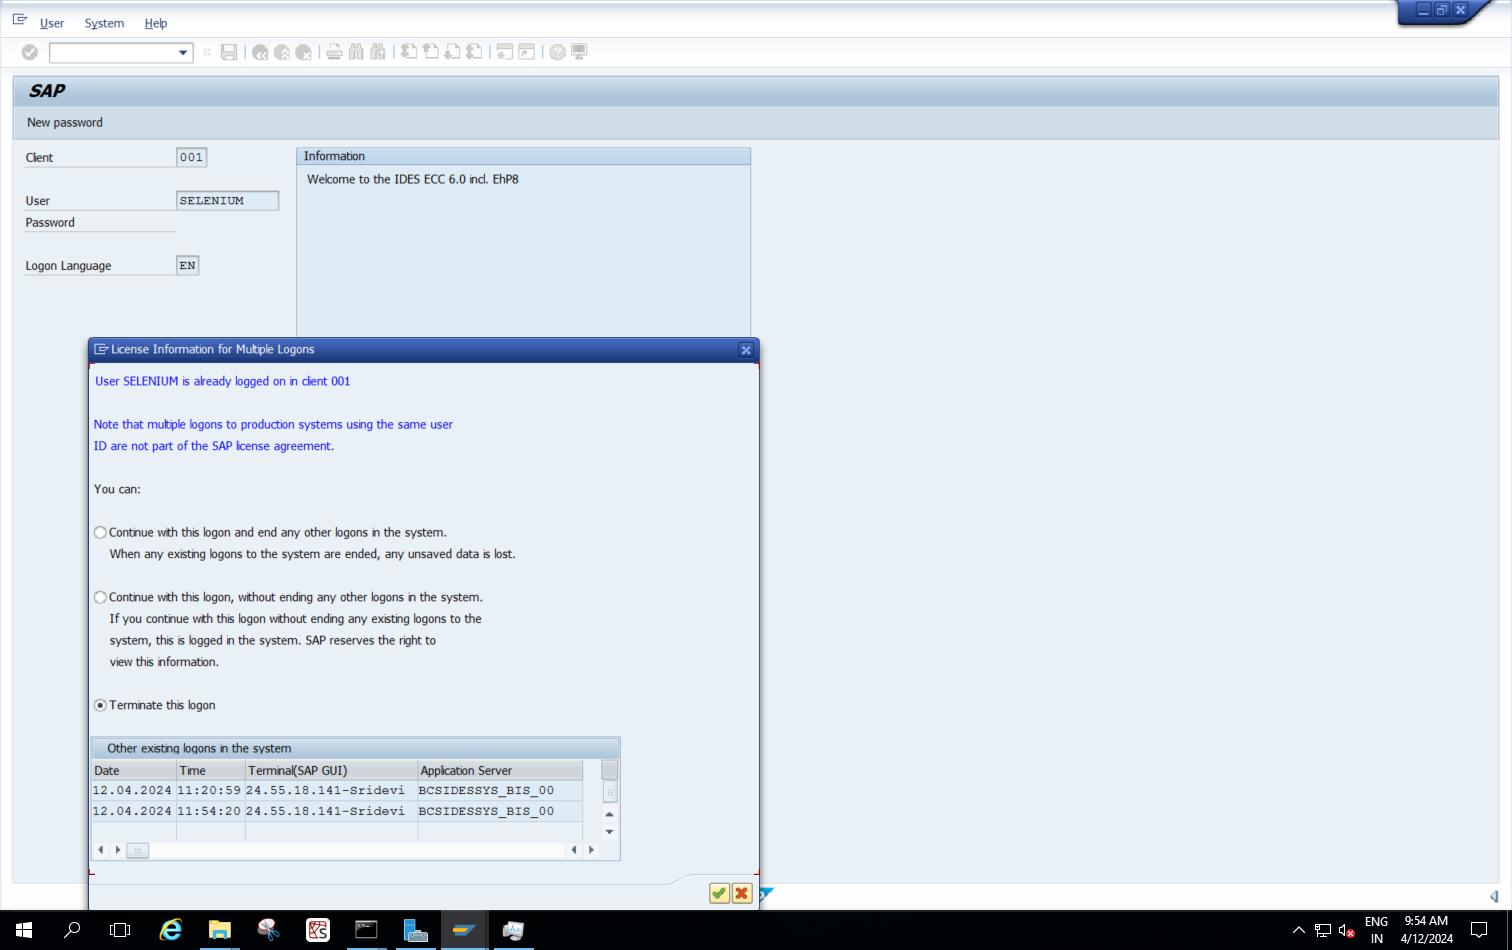 User System Help
SAP
New password
Client 001
Information
Welcome to the IDES ECC 6.0 incl. EhP8
User SELENIUM
Password
Logon Language EN
License Information for Multiple Logons
User SELENIUM is already logged on in client 001
Note that multiple logons to production systems using the same user
ID are not part of the SAP license agreement.
You can:
Continue with this logon and end any other logons in the system.
When any existing logons to the system are ended, any unsaved data is lost.
Continue with this logon, without ending any other logons in the system.
If you continue with this logon without ending any existing logons to the
system, this is logged in the system. SAP reserves the right to
view this information.
Terminate this logon
Other existing logons in the system
Date Time Terminal(SAP GUI) Application Server
12.04.2024 11:20:59 24.55.18.141-Sridevi BCSIDESSYS_BIS_00
12.04.2024 11:54:20 24.55.18.141-Sridevi BCSIDESSYS_BIS_00
ENG 9:54 AM
IN 4/12/2024